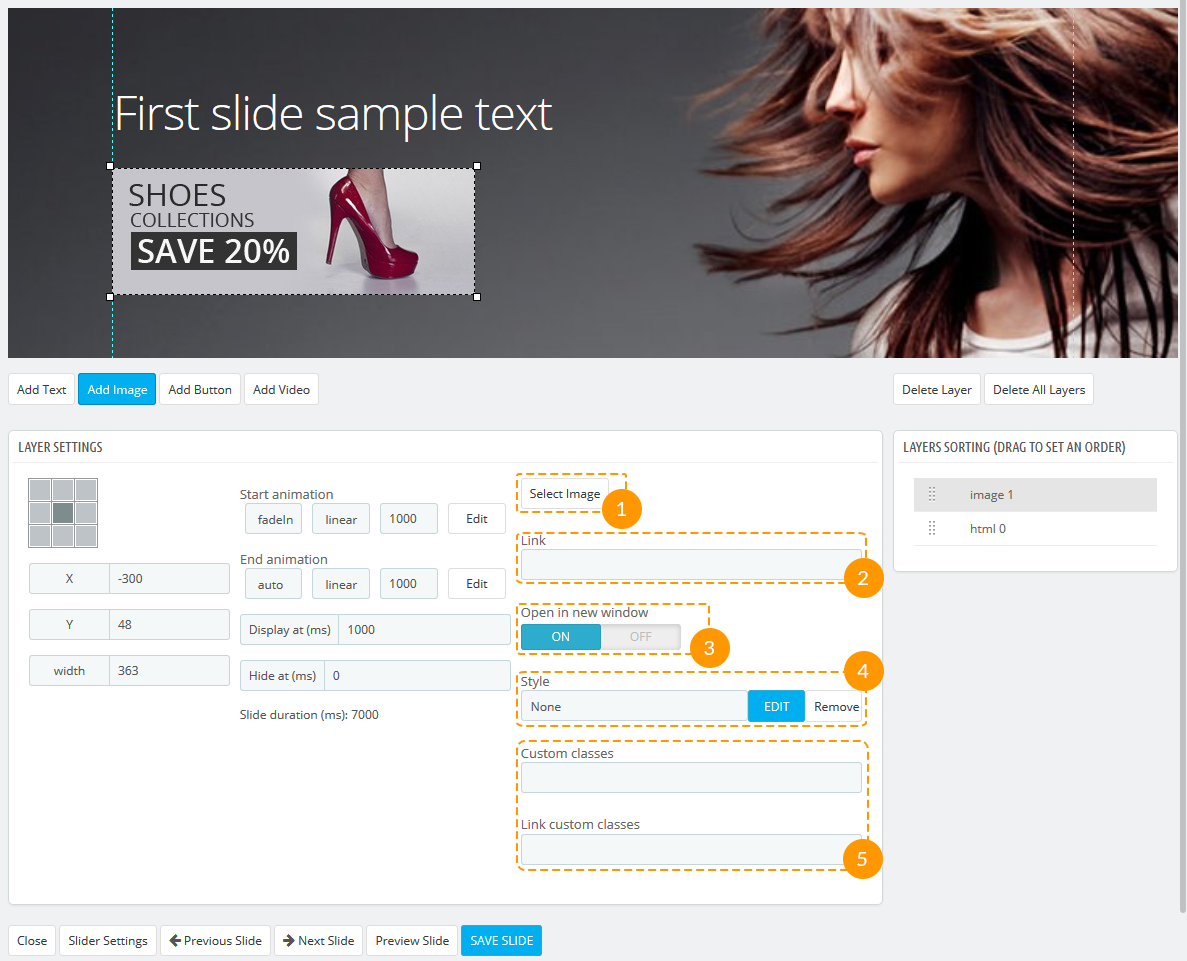 First slide sample text
SHOES
COLLECTIONS
SAVE 20%
Add Text Add Image Add Button Add Video Delete Layer Delete All Layers
LAYER SETTINGS
X -300
Y 48
width 363
Start animation
fadeIn linear 1000 Edit
End animation
auto linear 1000 Edit
Display at (ms) 1000
Hide at (ms) 0
Slide duration (ms): 7000
Select Image
1
Link
2
Open in new window
ON OFF
3
4
Style
None EDIT Remove
Custom classes
Link custom classes
5
LAYERS SORTING (DRAG TO SET AN ORDER)
image 1
html 0
Close Slider Settings Previous Slide Next Slide Preview Slide SAVE SLIDE